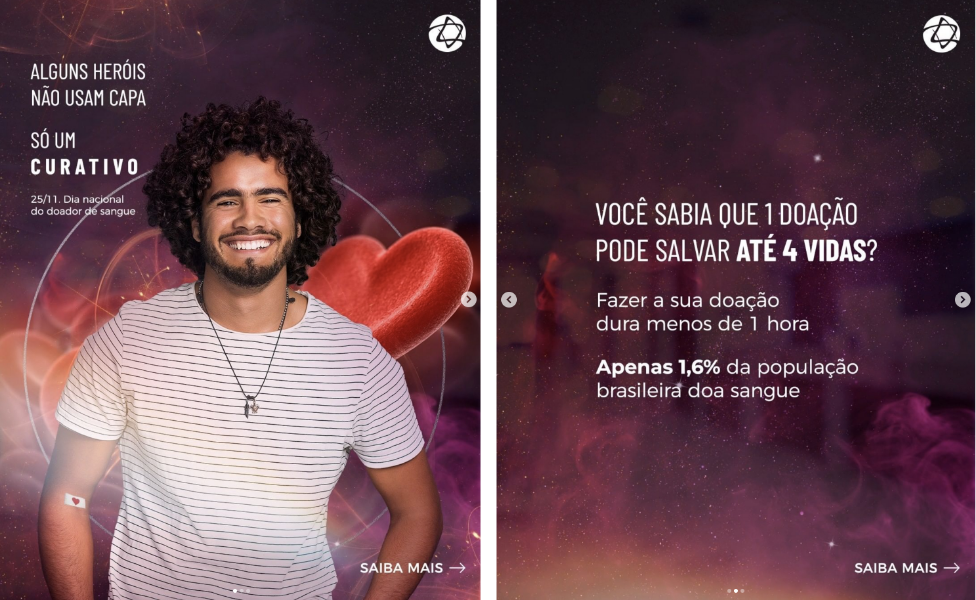 ALGUNS HERÓIS
NÃO USAM CAPA
SÓ UM
CURATIVO
25/11. Dia nacional
do doador de sangue
SAIBA MAIS
VOCÊ SABIA QUE 1 DOAÇÃO
PODE SALVAR ATÉ 4 VIDAS?
Fazer a sua doação
dura menos de 1 hora
Apenas 1,6% da população
brasileira doa sangue
SAIBA MAIS